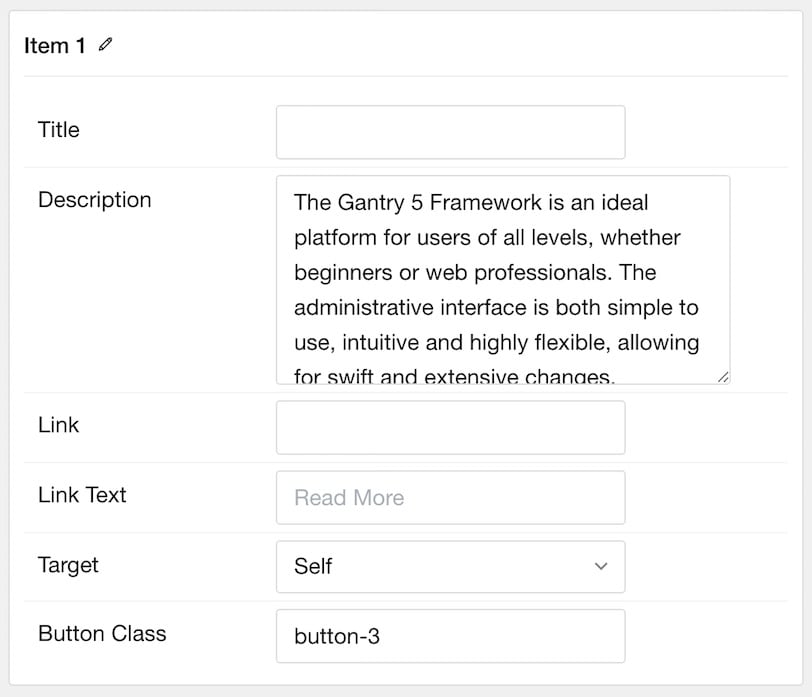 Item 1
Title
Description
The Gantry 5 Framework is an ideal
platform for users of all levels, whether
beginners or web professionals. The
administrative interface is both simple to
use, intuitive and highly flexible, allowing
for swift and extensive changes.
Link
Link Text
Read More
Target
Self
Button Class
button-3